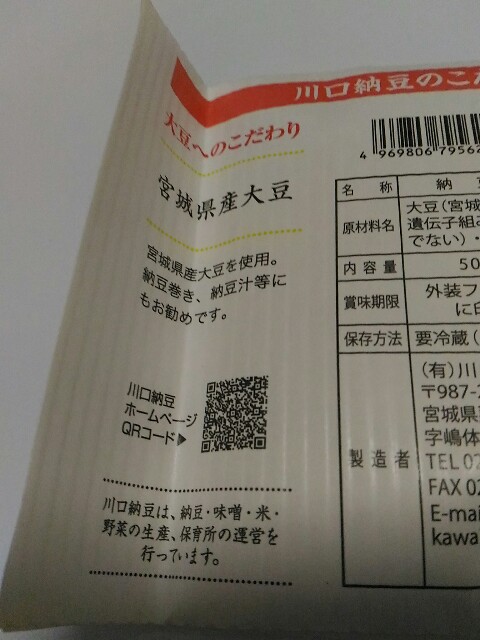 川口納豆のこ
大豆へのこだわり
宮城県産大豆
宮城県産大豆を使用。
納豆巻き、納豆汁等に
もお勧めです。
川口納豆
ホームページ
QRコード▶
川口納豆は、納豆・味噌・米・
野菜の生産、保育所の運営を
行っています。
4 969806 79562
名 称 納
原材料名 大豆(宮城
遺伝子組み
でない)・
内容量 50
賞味期限 外装フ
に印
保存方法 要冷蔵(
製造者 (有)川
〒987-2
宮城県
字嶋体
TEL 02
FAX 02
E-mai
kawa